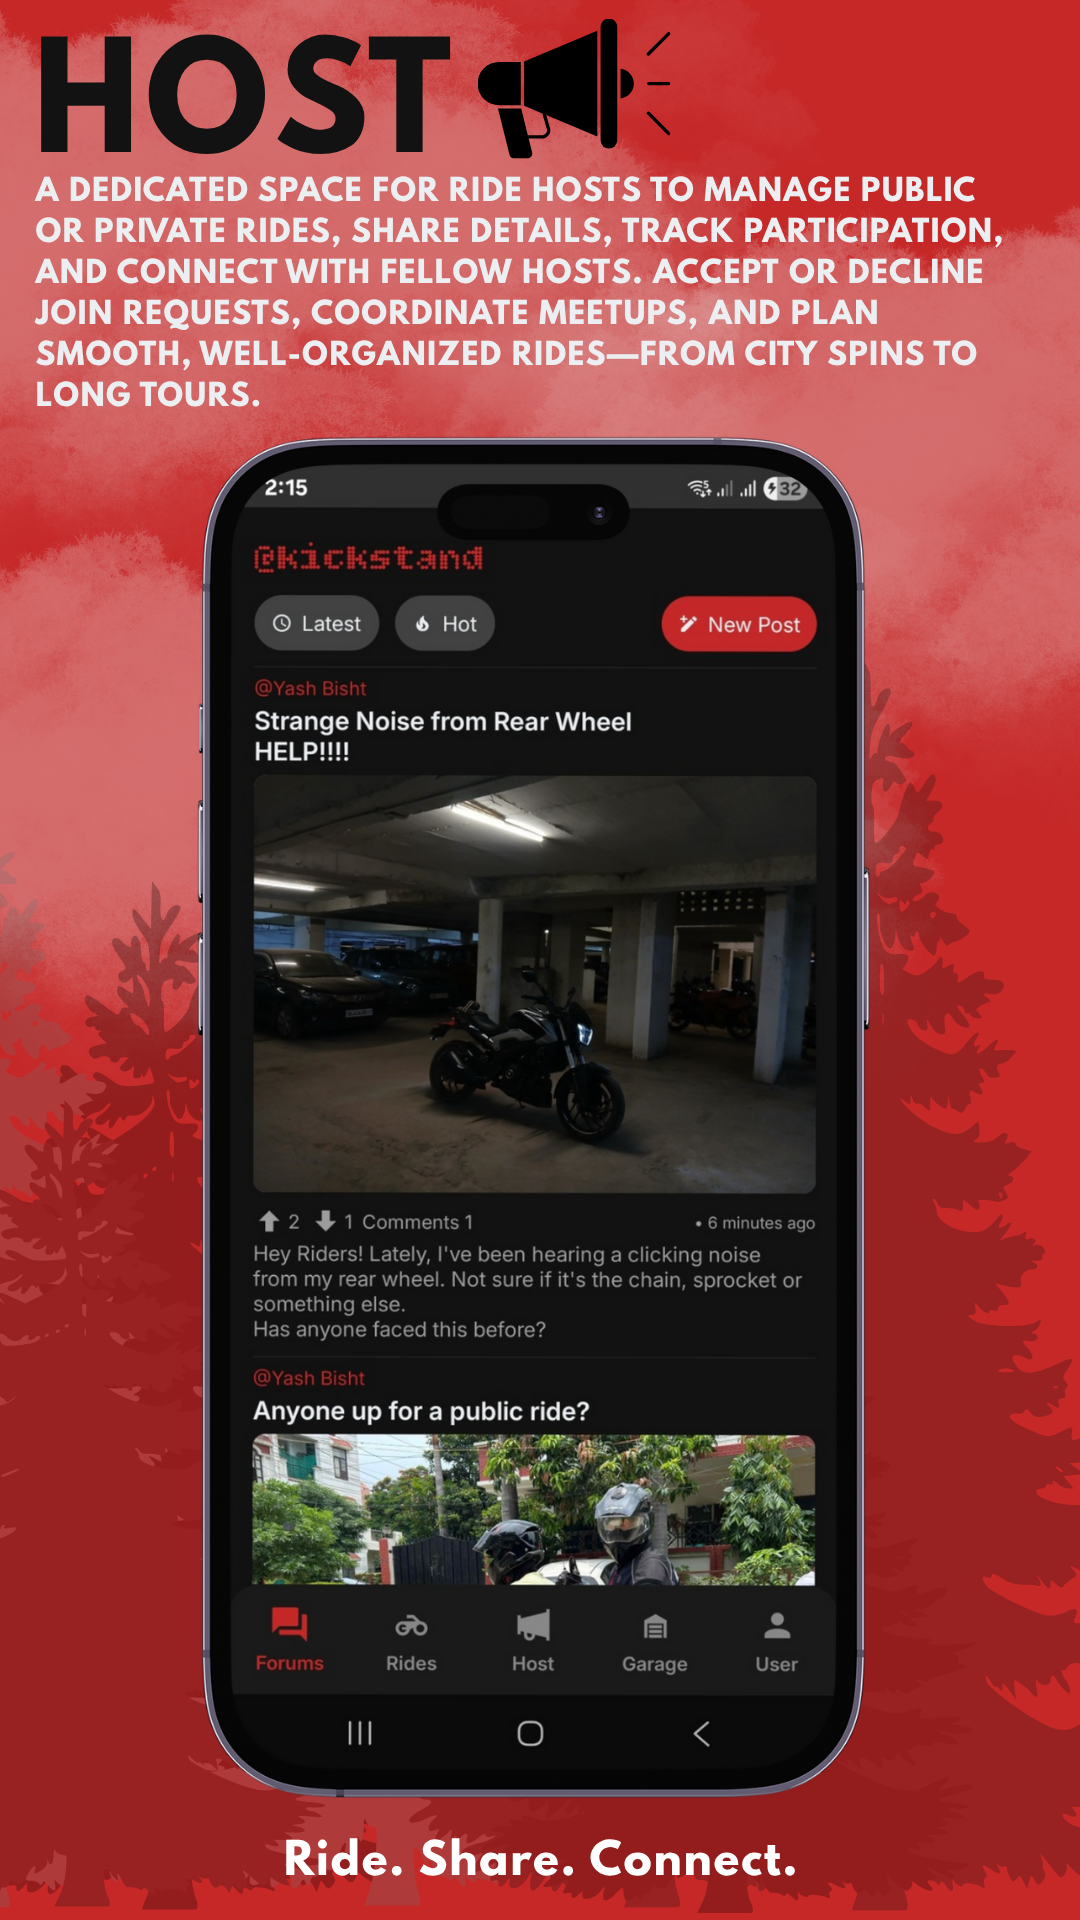 HOST
A DEDICATED SPACE FOR RIDE HOSTS TO MANAGE PUBLIC
OR PRIVATE RIDES, SHARE DETAILS, TRACK PARTICIPATION,
AND CONNECT WITH FELLOW HOSTS. ACCEPT OR DECLINE
JOIN REQUESTS, COORDINATE MEETUPS, AND PLAN
SMOOTH, WELL-ORGANIZED RIDES—FROM CITY SPINS TO
LONG TOURS.
2:15
32
@kickstand
Latest Hot New Post
@Yash Bisht
Strange Noise from Rear Wheel
HELP!!!!
2 1 Comments 1 • 6 minutes ago
Hey Riders! Lately, I've been hearing a clicking noise
from my rear wheel. Not sure if it's the chain, sprocket or
something else.
Has anyone faced this before?
@Yash Bisht
Anyone up for a public ride?
Forums Rides Host Garage User
Ride. Share. Connect.